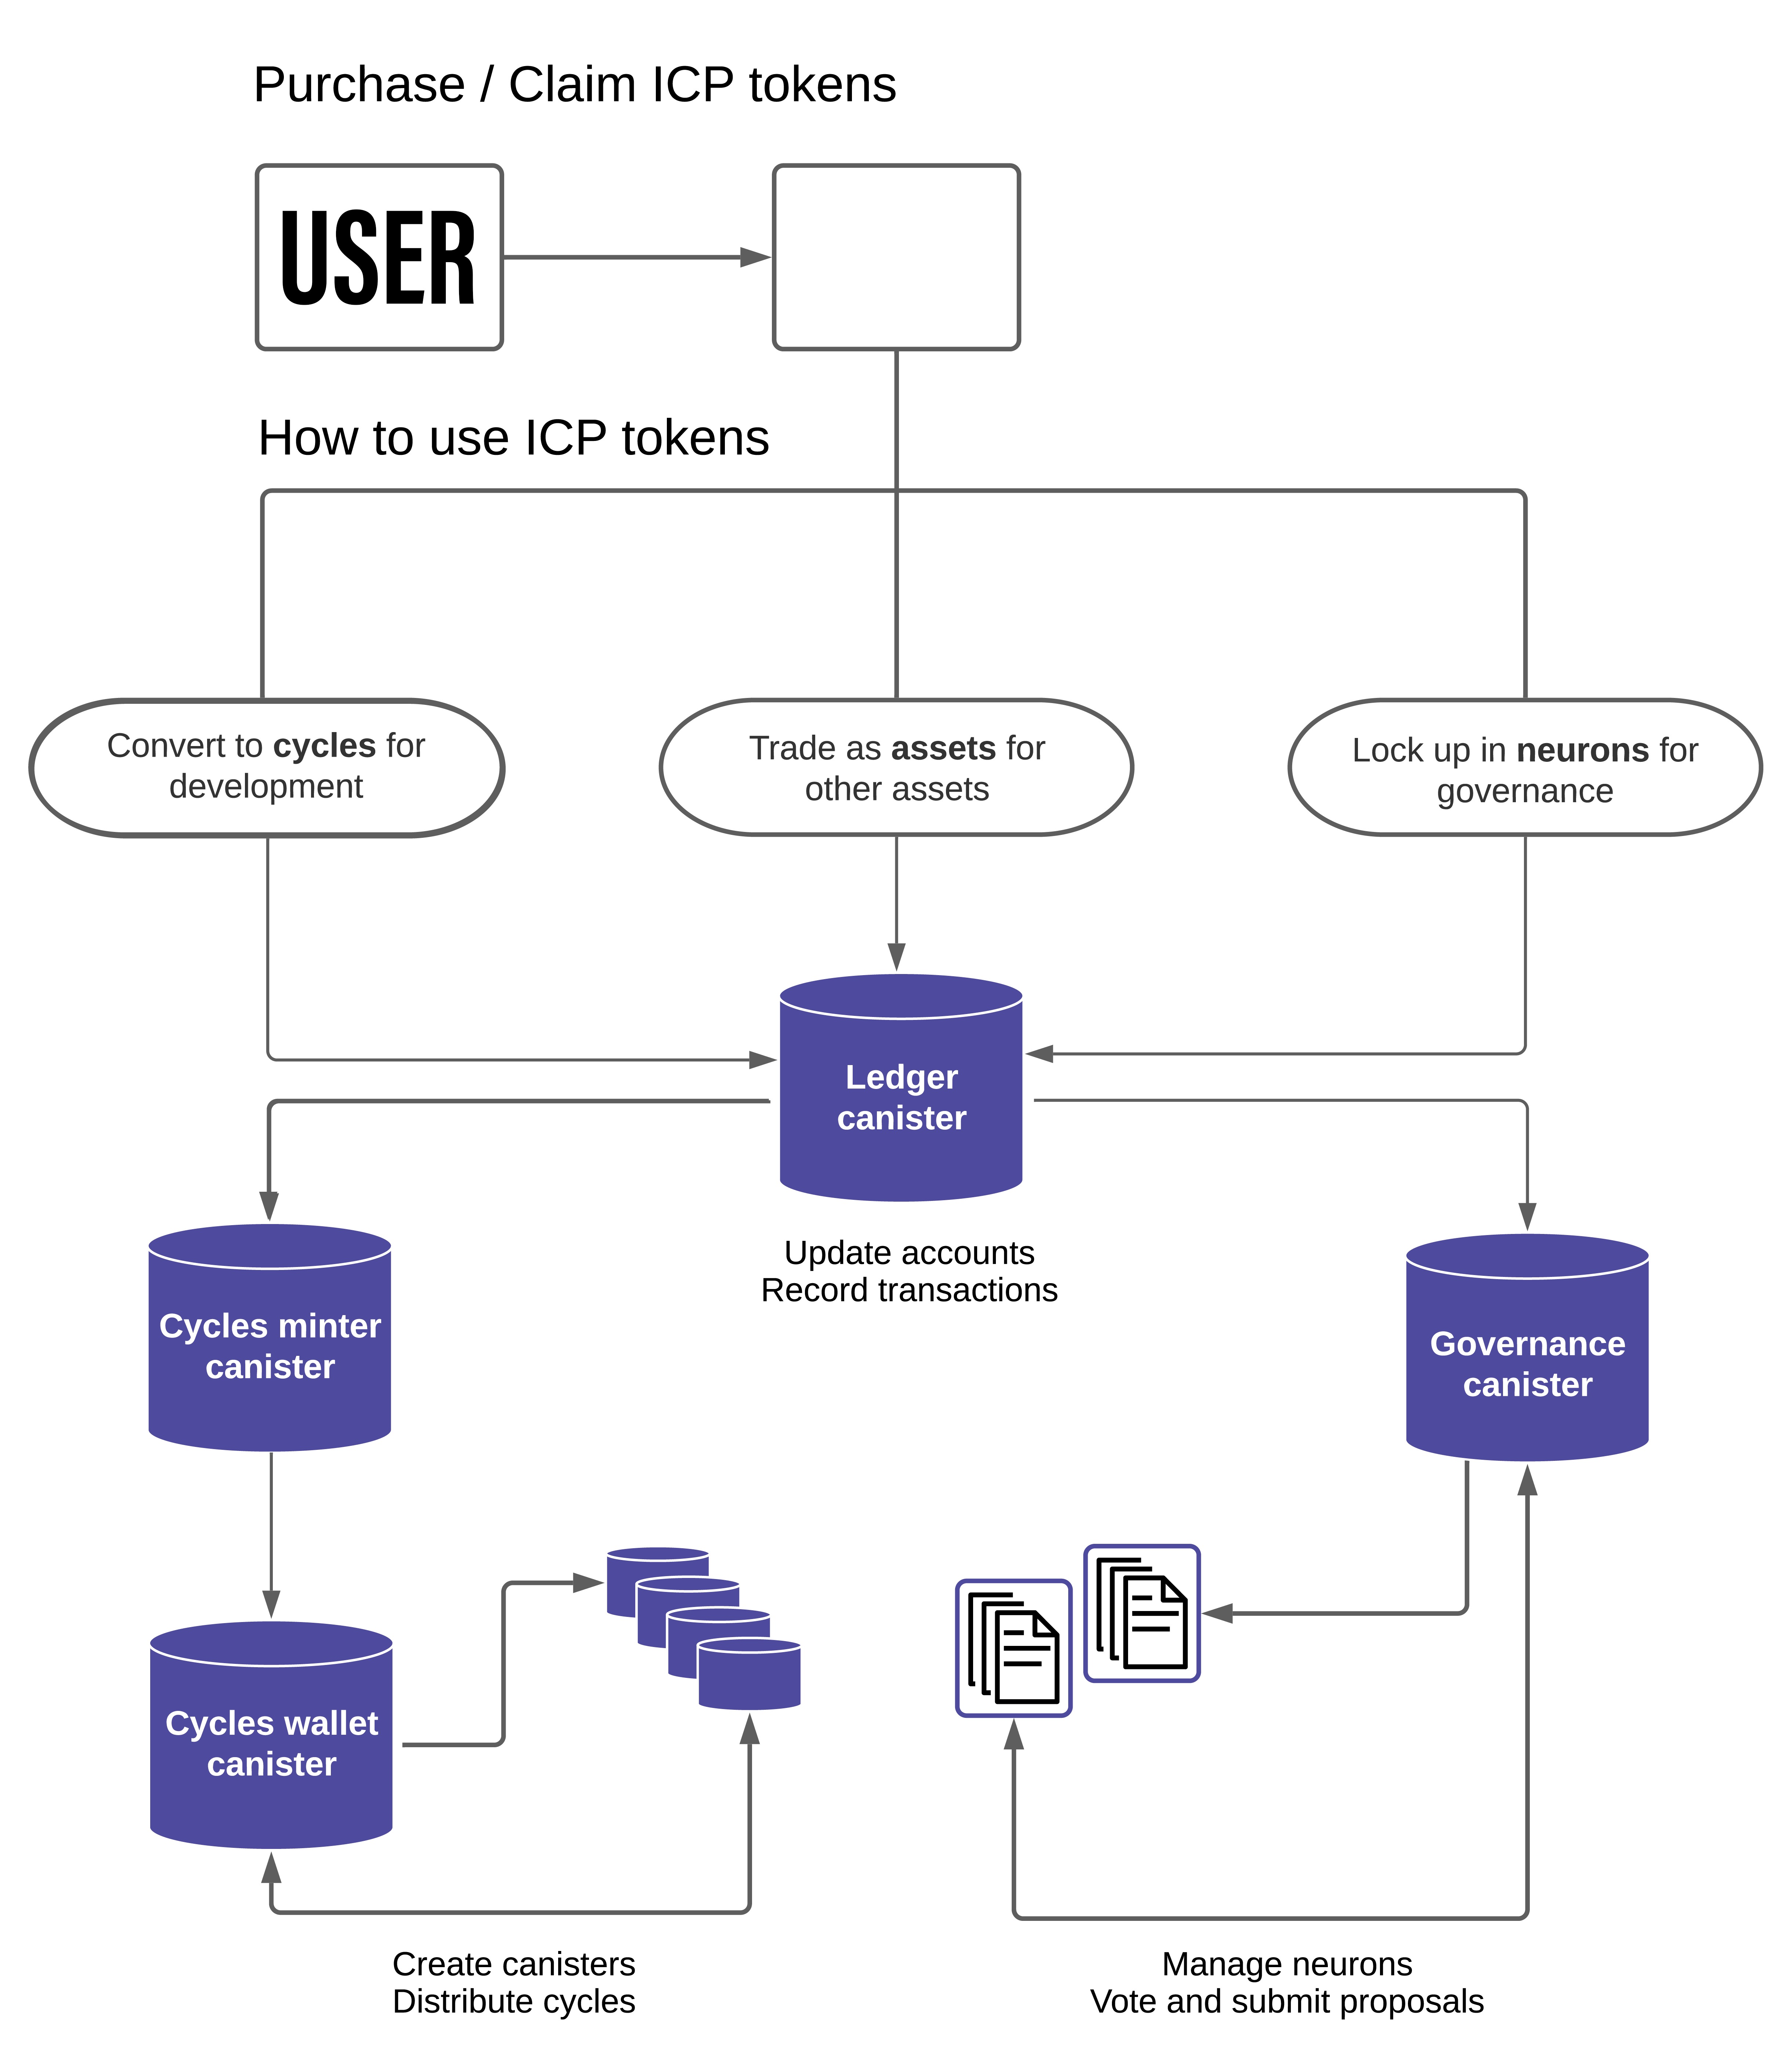 Purchase / Claim ICP tokens
USER
How to use ICP tokens
Convert to cycles for
development
Trade as assets for
other assets
Lock up in neurons for
governance
Ledger
canister
Update accounts
Record transactions
Cycles minter
canister
Governance
canister
Cycles wallet
canister
Create canisters
Distribute cycles
Manage neurons
Vote and submit proposals